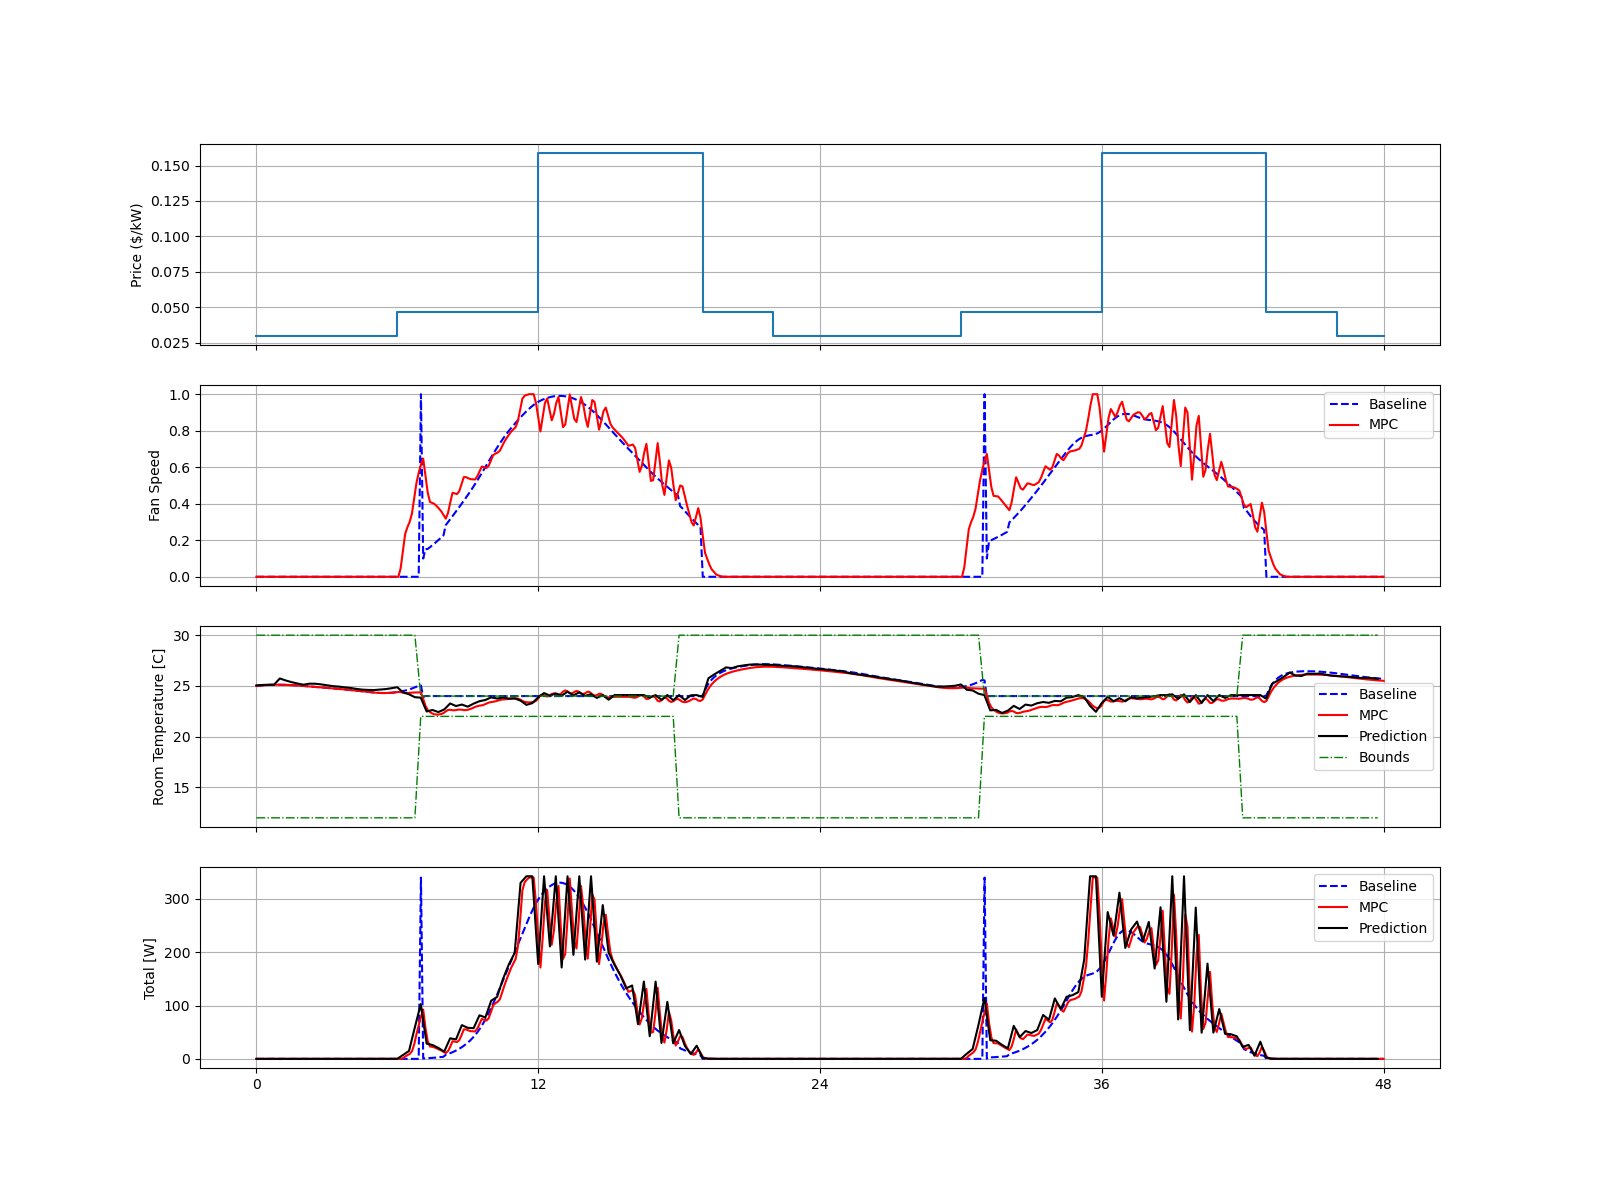 Price ($/kW)
0.150
0.125
0.100
0.075
0.050
0.025
Fan Speed
1.0
0.8
0.6
0.4
0.2
0.0
Baseline
MPC
Room Temperature [C]
30
25
20
15
Baseline
MPC
Prediction
Bounds
Total [W]
300
200
100
0
Baseline
MPC
Prediction
0 12 24 36 48